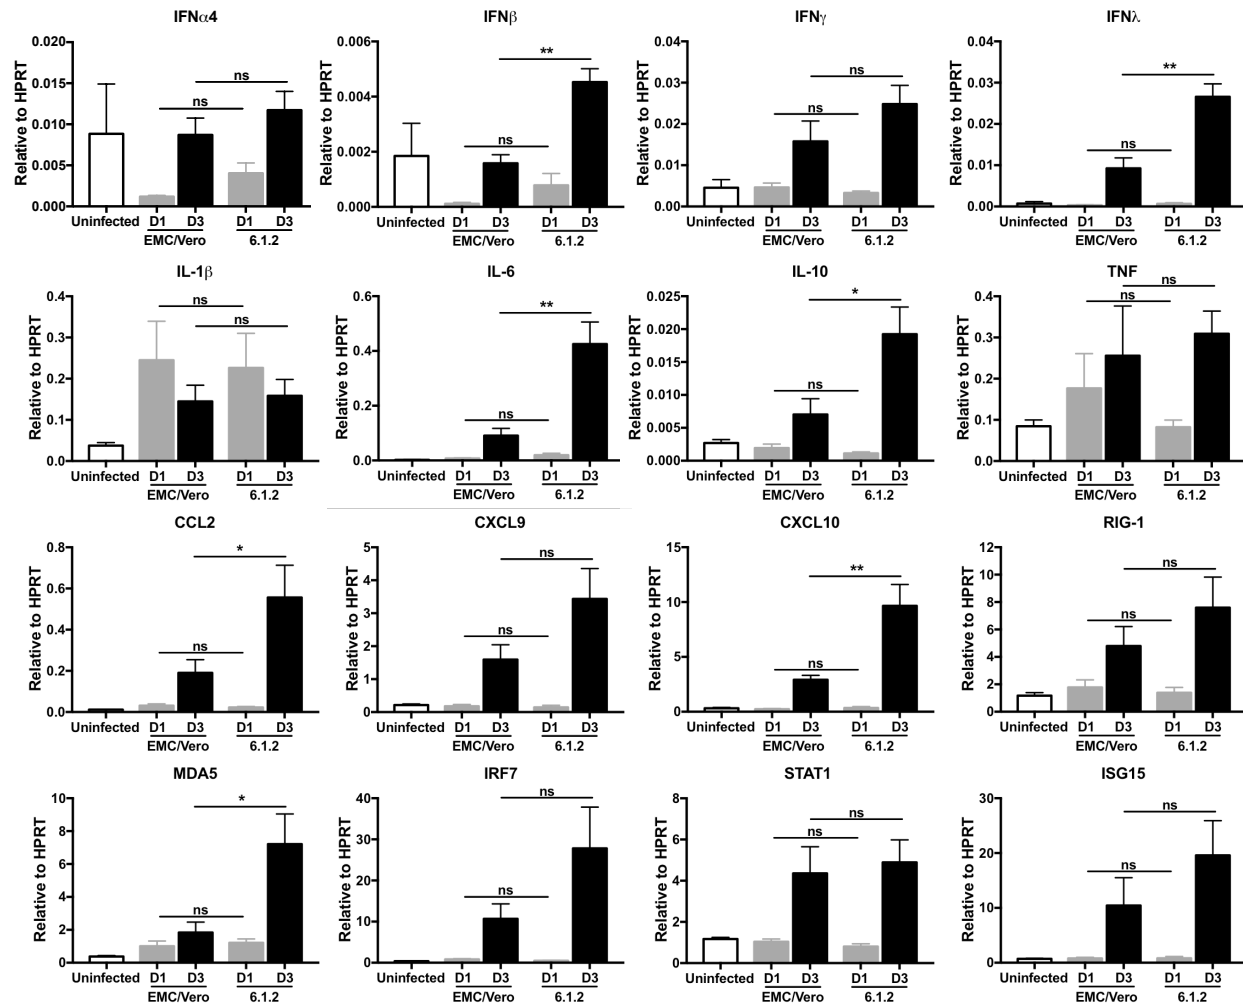 IFNα4
Relative to HPRT
0.020
0.015
0.010
0.005
0.000
ns
ns
Uninfected D1 D3 D1 D3
EMC/Vero 6.1.2
IFNβ
Relative to HPRT
0.006
0.004
0.002
0.000
**
ns
Uninfected D1 D3 D1 D3
EMC/Vero 6.1.2
IFNγ
Relative to HPRT
0.04
0.03
0.02
0.01
0.00
ns
ns
Uninfected D1 D3 D1 D3
EMC/Vero 6.1.2
IFNλ
Relative to HPRT
0.04
0.03
0.02
0.01
0.00
**
ns
Uninfected D1 D3 D1 D3
EMC/Vero 6.1.2
IL-1β
Relative to HPRT
0.4
0.3
0.2
0.1
0.0
ns
ns
Uninfected D1 D3 D1 D3
EMC/Vero 6.1.2
IL-6
Relative to HPRT
0.6
0.4
0.2
0.0
**
ns
Uninfected D1 D3 D1 D3
EMC/Vero 6.1.2
IL-10
Relative to HPRT
0.025
0.020
0.015
0.010
0.005
0.000
*
ns
Uninfected D1 D3 D1 D3
EMC/Vero 6.1.2
TNF
Relative to HPRT
0.4
0.3
0.2
0.1
0.0
ns
ns
Uninfected D1 D3 D1 D3
EMC/Vero 6.1.2
CCL2
Relative to HPRT
0.8
0.6
0.4
0.2
0.0
*
ns
Uninfected D1 D3 D1 D3
EMC/Vero 6.1.2
CXCL9
Relative to HPRT
5
4
3
2
1
0
ns
ns
Uninfected D1 D3 D1 D3
EMC/Vero 6.1.2
CXCL10
Relative to HPRT
15
10
5
0
**
ns
Uninfected D1 D3 D1 D3
EMC/Vero 6.1.2
RIG-1
Relative to HPRT
12
10
8
6
4
2
0
ns
ns
Uninfected D1 D3 D1 D3
EMC/Vero 6.1.2
MDA5
Relative to HPRT
10
8
6
4
2
0
*
ns
Uninfected D1 D3 D1 D3
EMC/Vero 6.1.2
IRF7
Relative to HPRT
40
30
20
10
0
ns
ns
Uninfected D1 D3 D1 D3
EMC/Vero 6.1.2
STAT1
Relative to HPRT
8
6
4
2
0
ns
ns
Uninfected D1 D3 D1 D3
EMC/Vero 6.1.2
ISG15
Relative to HPRT
30
20
10
0
ns
ns
Uninfected D1 D3 D1 D3
EMC/Vero 6.1.2